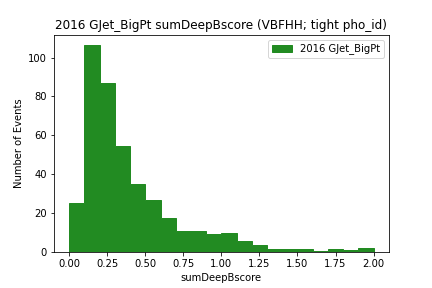 2016 GJet_BigPt sumDeepBscore (VBFHH; tight pho_id)
2016 GJet_BigPt
Number of Events
100
80
60
40
20
0
0.00 0.25 0.50 0.75 1.00 1.25 1.50 1.75 2.00
sumDeepBscore